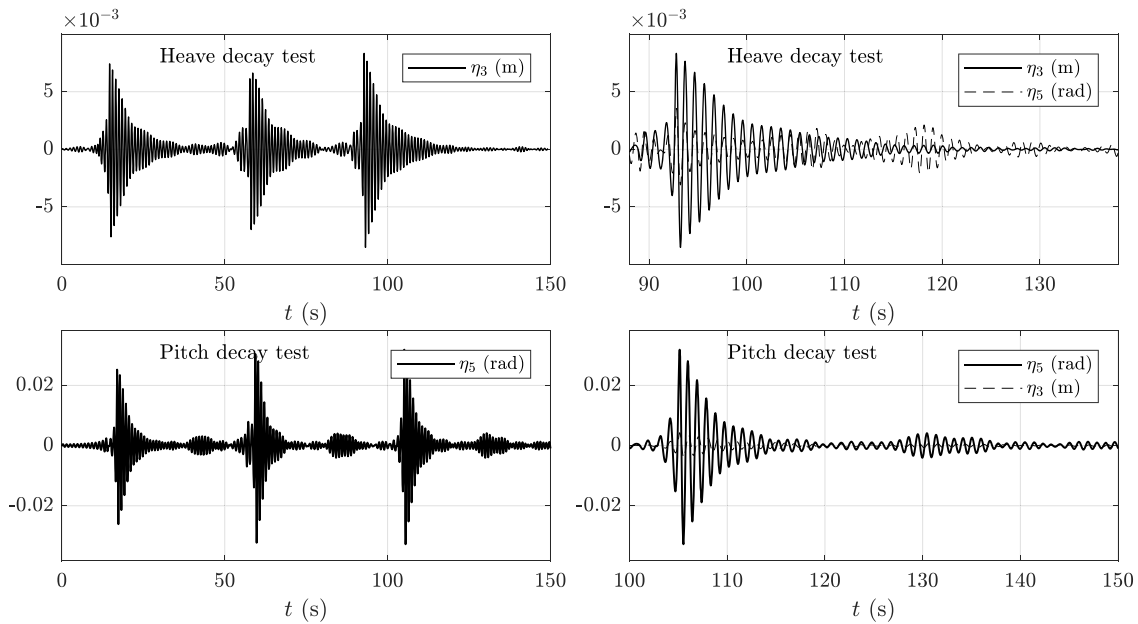 ×10⁻³
Heave decay test
η₃ (m)
5
0
-5
0
50
100
150
t (s)
×10⁻³
Heave decay test
η₃ (m)
η₅ (rad)
5
0
-5
90
100
110
120
130
t (s)
Pitch decay test
η₅ (rad)
0.02
0
-0.02
0
50
100
150
t (s)
Pitch decay test
η₅ (rad)
η₃ (m)
0.02
0
-0.02
100
110
120
130
140
150
t (s)